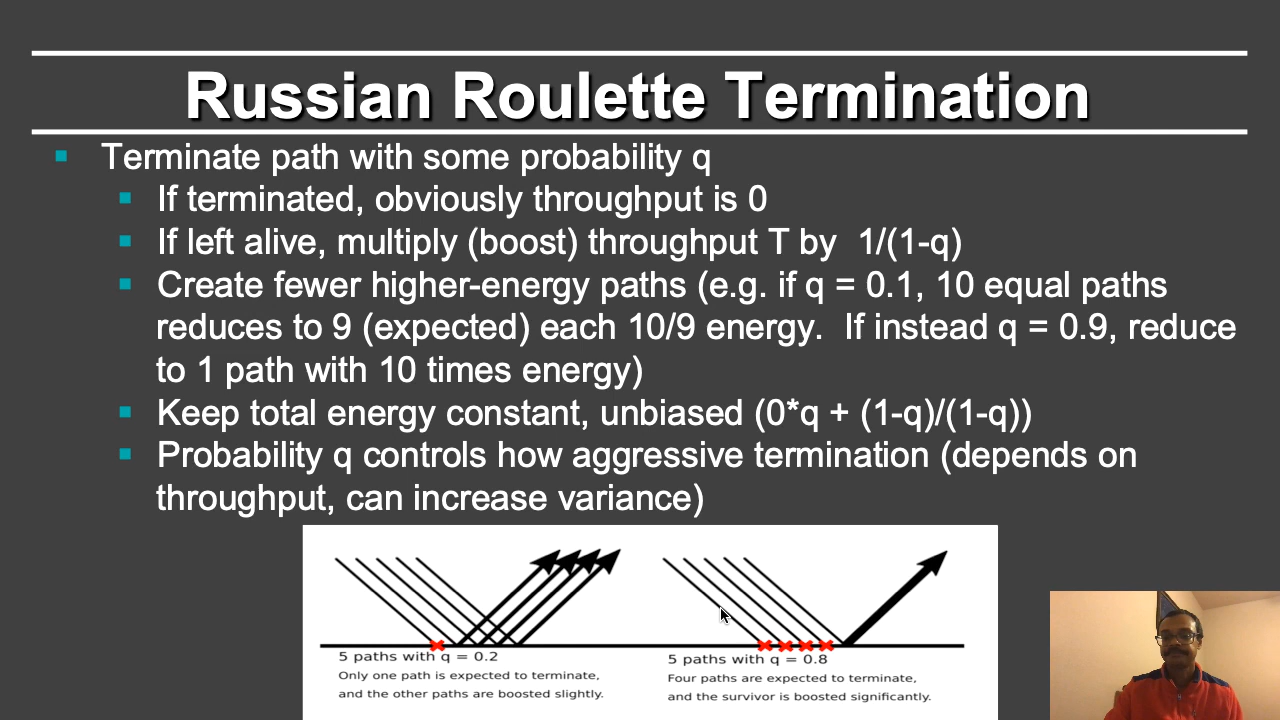 Russian Roulette Termination
Terminate path with some probability q
If terminated, obviously throughput is 0
If left alive, multiply (boost) throughput T by 1/(1-q)
Create fewer higher-energy paths (e.g. if q = 0.1, 10 equal paths
reduces to 9 (expected) each 10/9 energy. If instead q = 0.9, reduce
to 1 path with 10 times energy)
Keep total energy constant, unbiased (0*q + (1-q)/(1-q))
Probability q controls how aggressive termination (depends on
throughput, can increase variance)
5 paths with q = 0.2
Only one path is expected to terminate,
and the other paths are boosted slightly.
5 paths with q = 0.8
Four paths are expected to terminate,
and the survivor is boosted significantly.